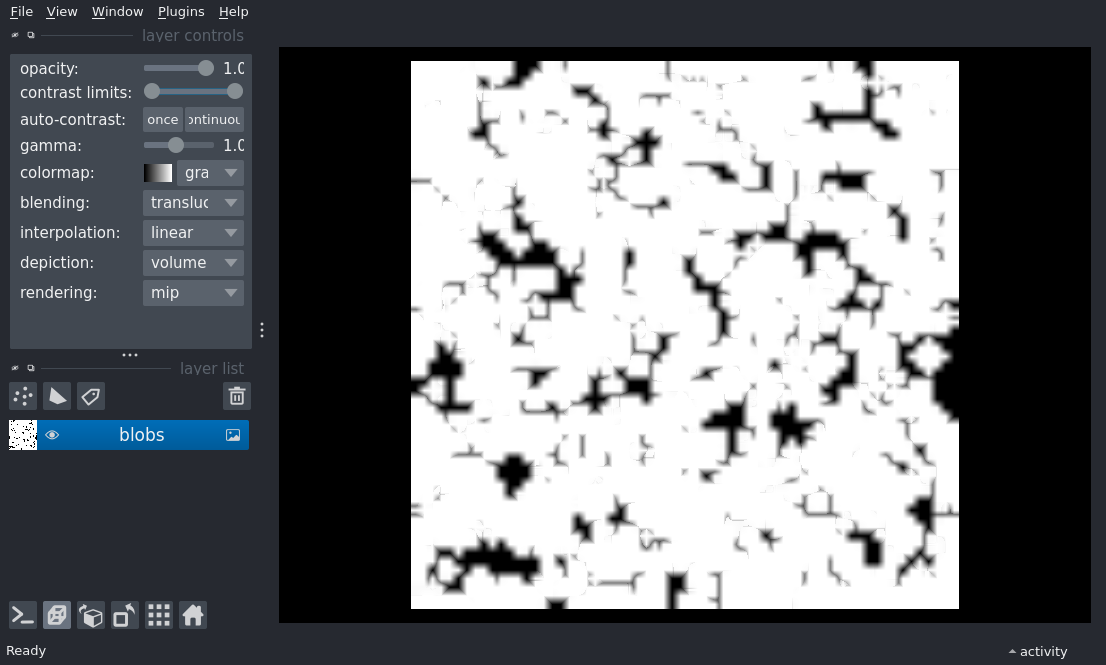 File View Window Plugins Help
layer controls
opacity: 1.0
contrast limits:
auto-contrast: once ontinuou
gamma: 1.0
colormap: gra
blending: transluc
interpolation: linear
depiction: volume
rendering: mip
layer list
blobs
Ready
activity